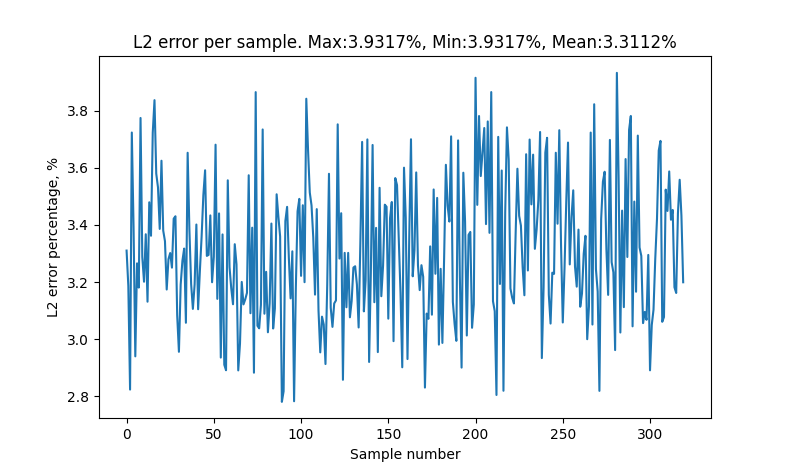 L2 error per sample. Max:3.9317%, Min:3.9317%, Mean:3.3112%
L2 error percentage, %
3.8
3.6
3.4
3.2
3.0
2.8
0 50 100 150 200 250 300
Sample number